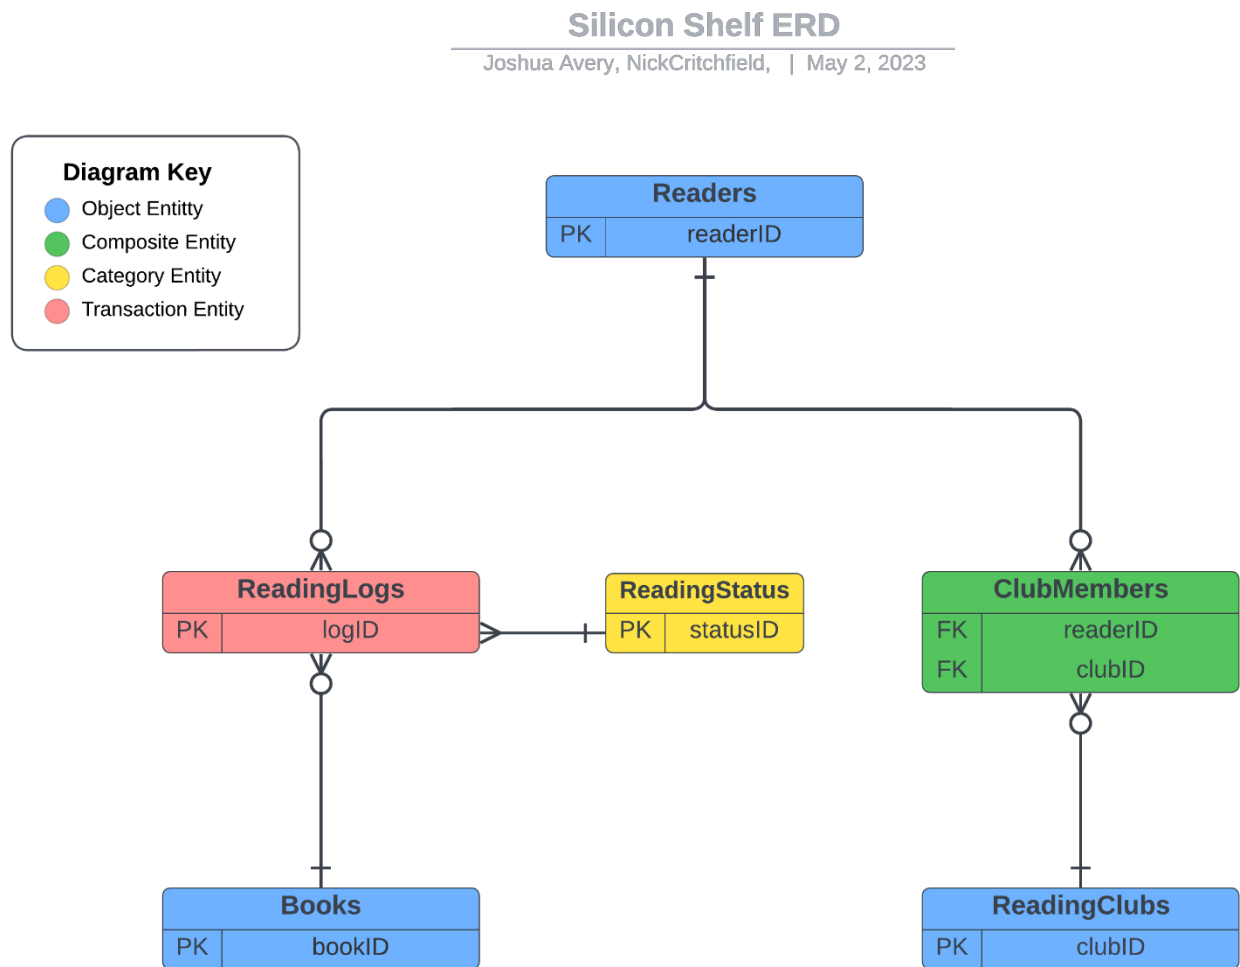 Silicon Shelf ERD
Joshua Avery, NickCritchfield, | May 2, 2023
Diagram Key
Object Entitty
Composite Entity
Category Entity
Transaction Entity
Readers
PK readerID
ReadingLogs
PK logID
ReadingStatus
PK statusID
ClubMembers
FK readerID
FK clubID
Books
PK bookID
ReadingClubs
PK clubID